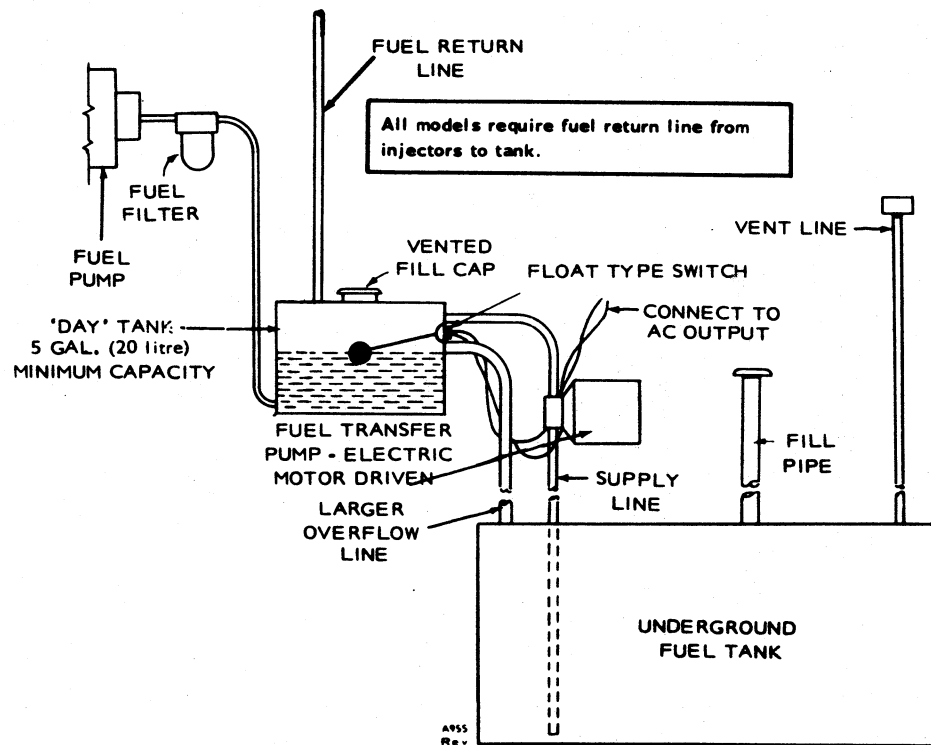 FUEL RETURN
LINE
All models require fuel return line from
injectors to tank.
FUEL
FILTER
FUEL
PUMP
VENTED
FILL CAP
FLOAT TYPE SWITCH
VENT LINE
CONNECT TO
AC OUTPUT
'DAY' TANK
5 GAL. (20 litre)
MINIMUM CAPACITY
FUEL TRANSFER
PUMP - ELECTRIC
MOTOR DRIVEN
FILL
PIPE
SUPPLY
LINE
LARGER
OVERFLOW
LINE
UNDERGROUND
FUEL TANK
A955
Rev